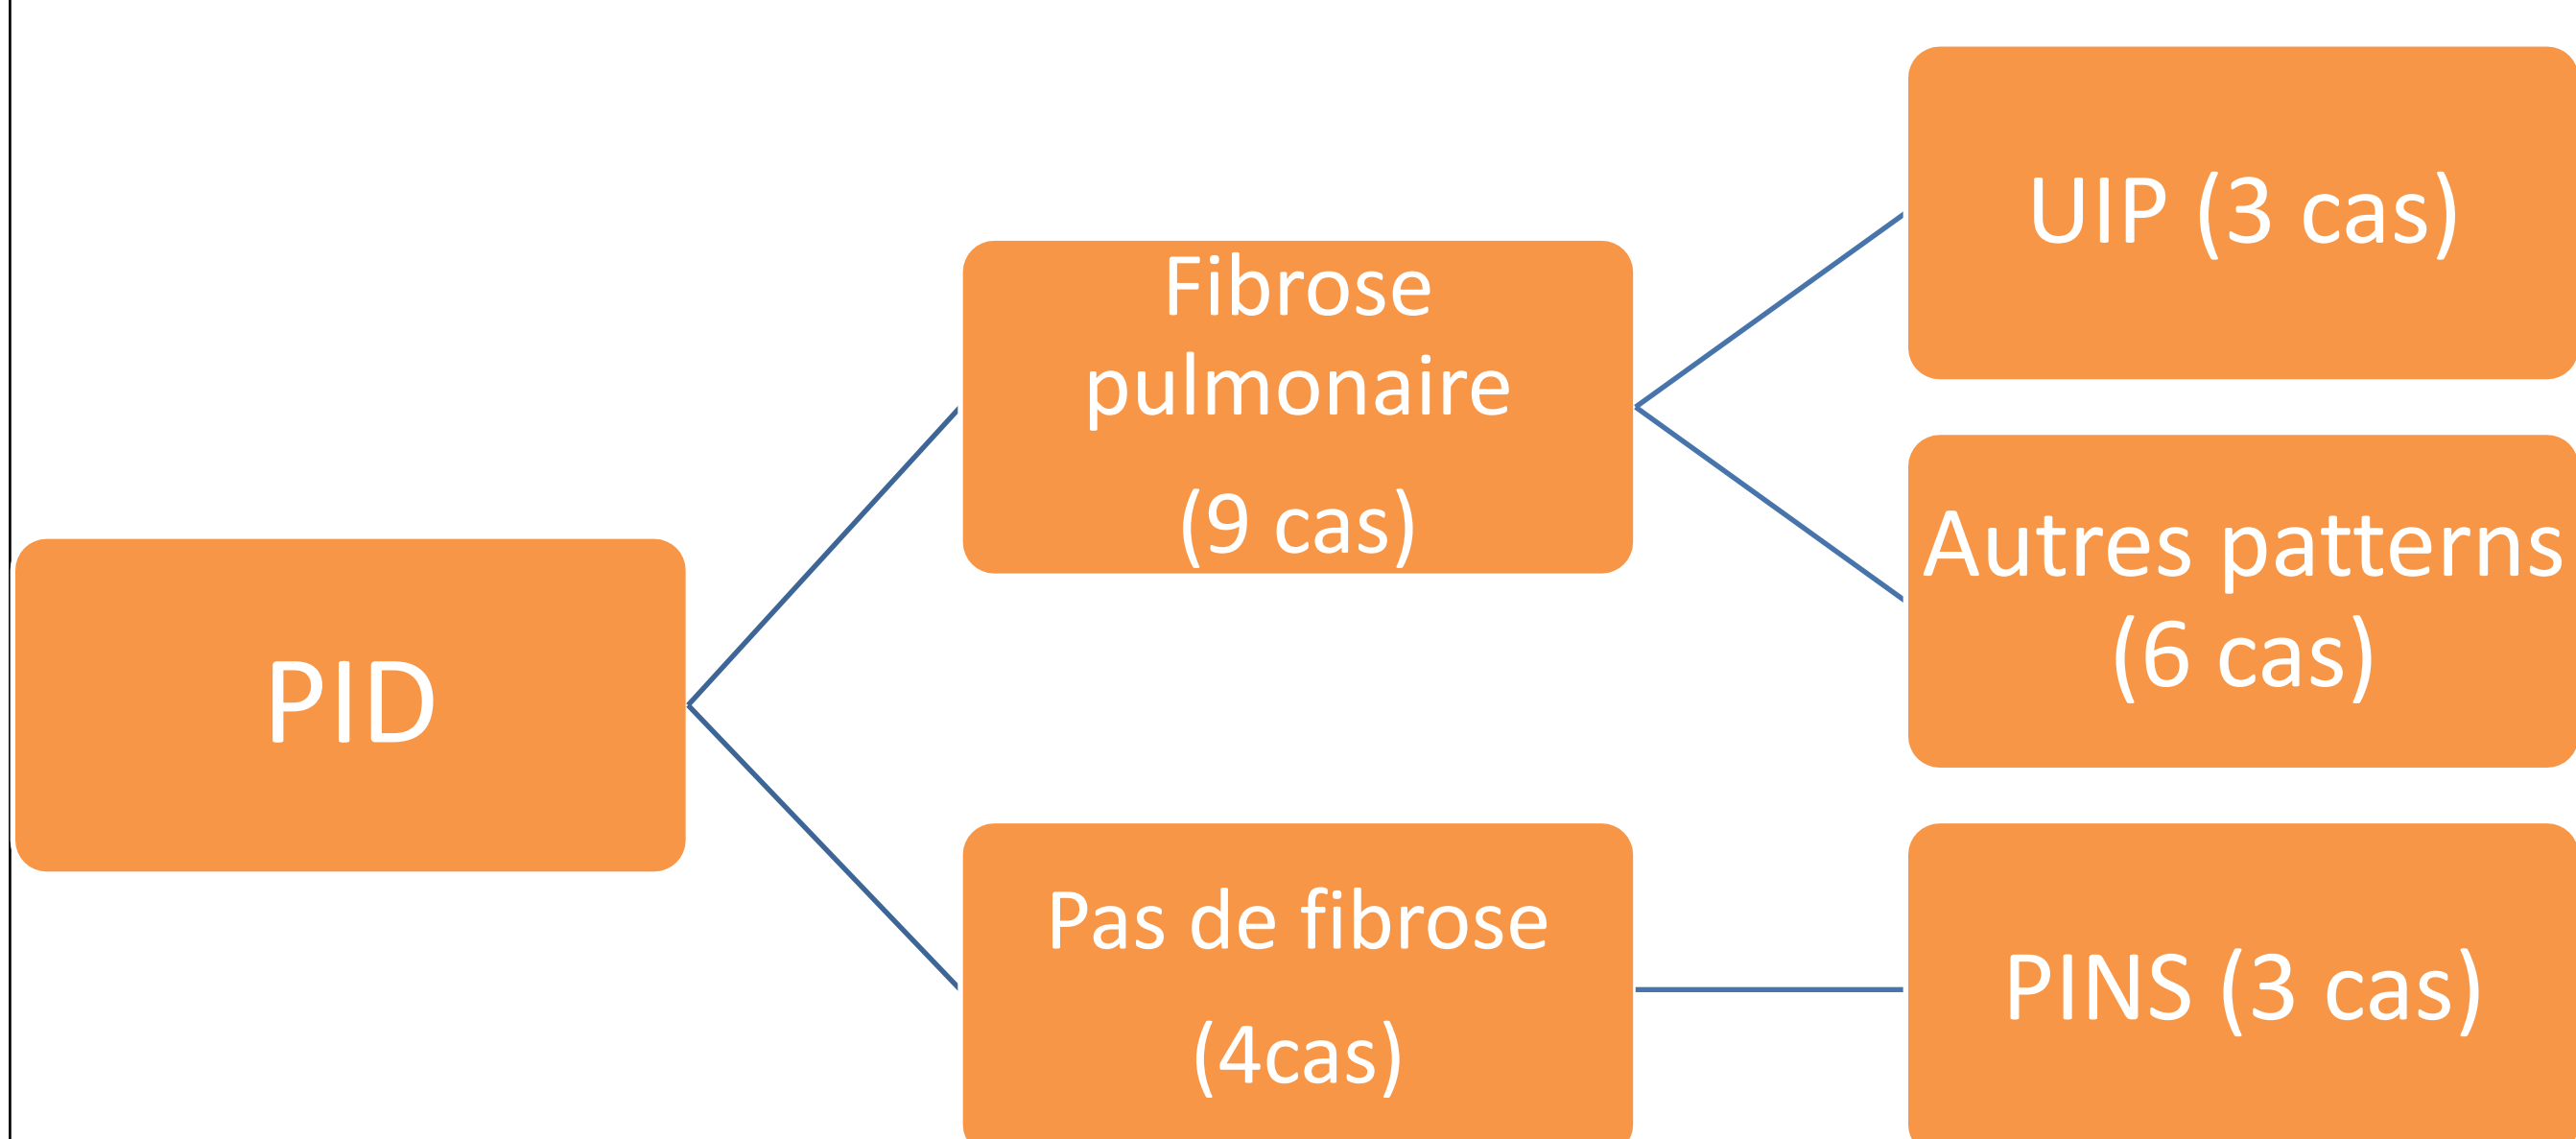 PID
Fibrose
pulmonaire
(9 cas)
Pas de fibrose
(4cas)
UIP (3 cas)
Autres patterns
(6 cas)
PINS (3 cas)